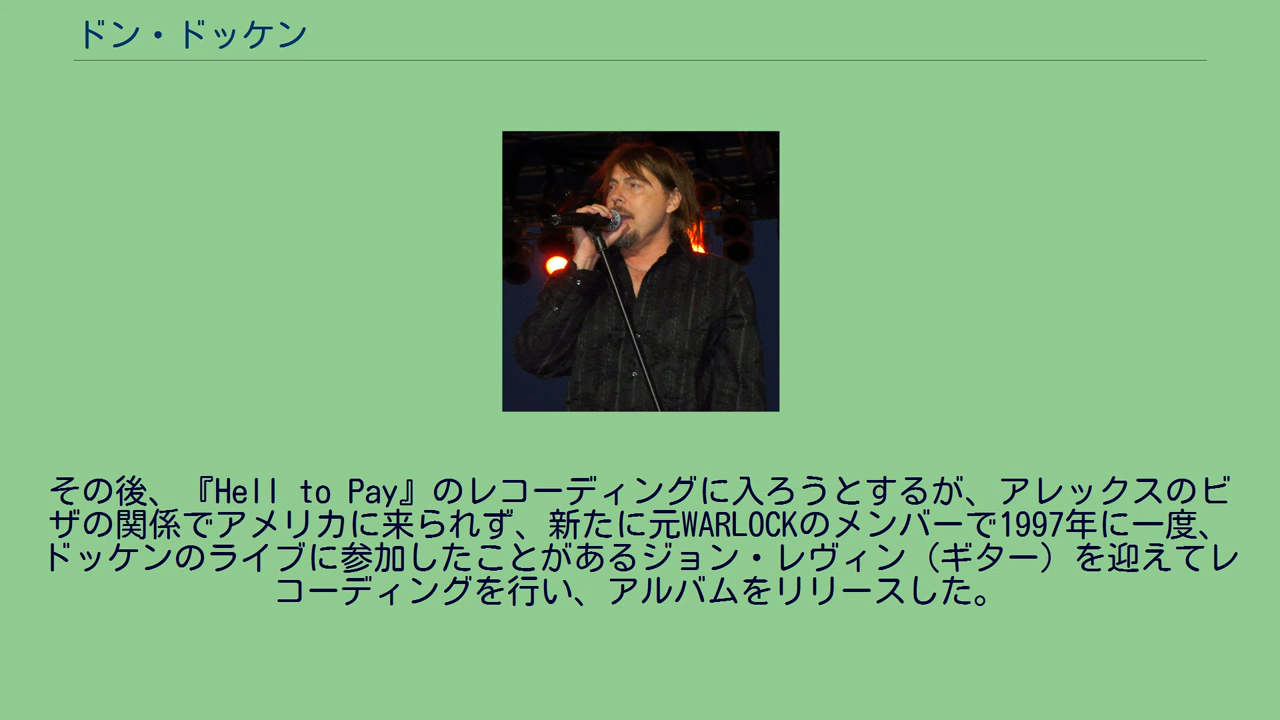 ドン・ドッケン
その後、『Hell to Pay』のレコーディングに入ろうとするが、アレックスのビ
ザの関係でアメリカに来られず、新たに元WARLOCKのメンバーで1997年に一度、
ドッケンのライブに参加したことがあるジョン・レヴィン（ギター）を迎えてレ
コーディングを行い、アルバムをリリースした。